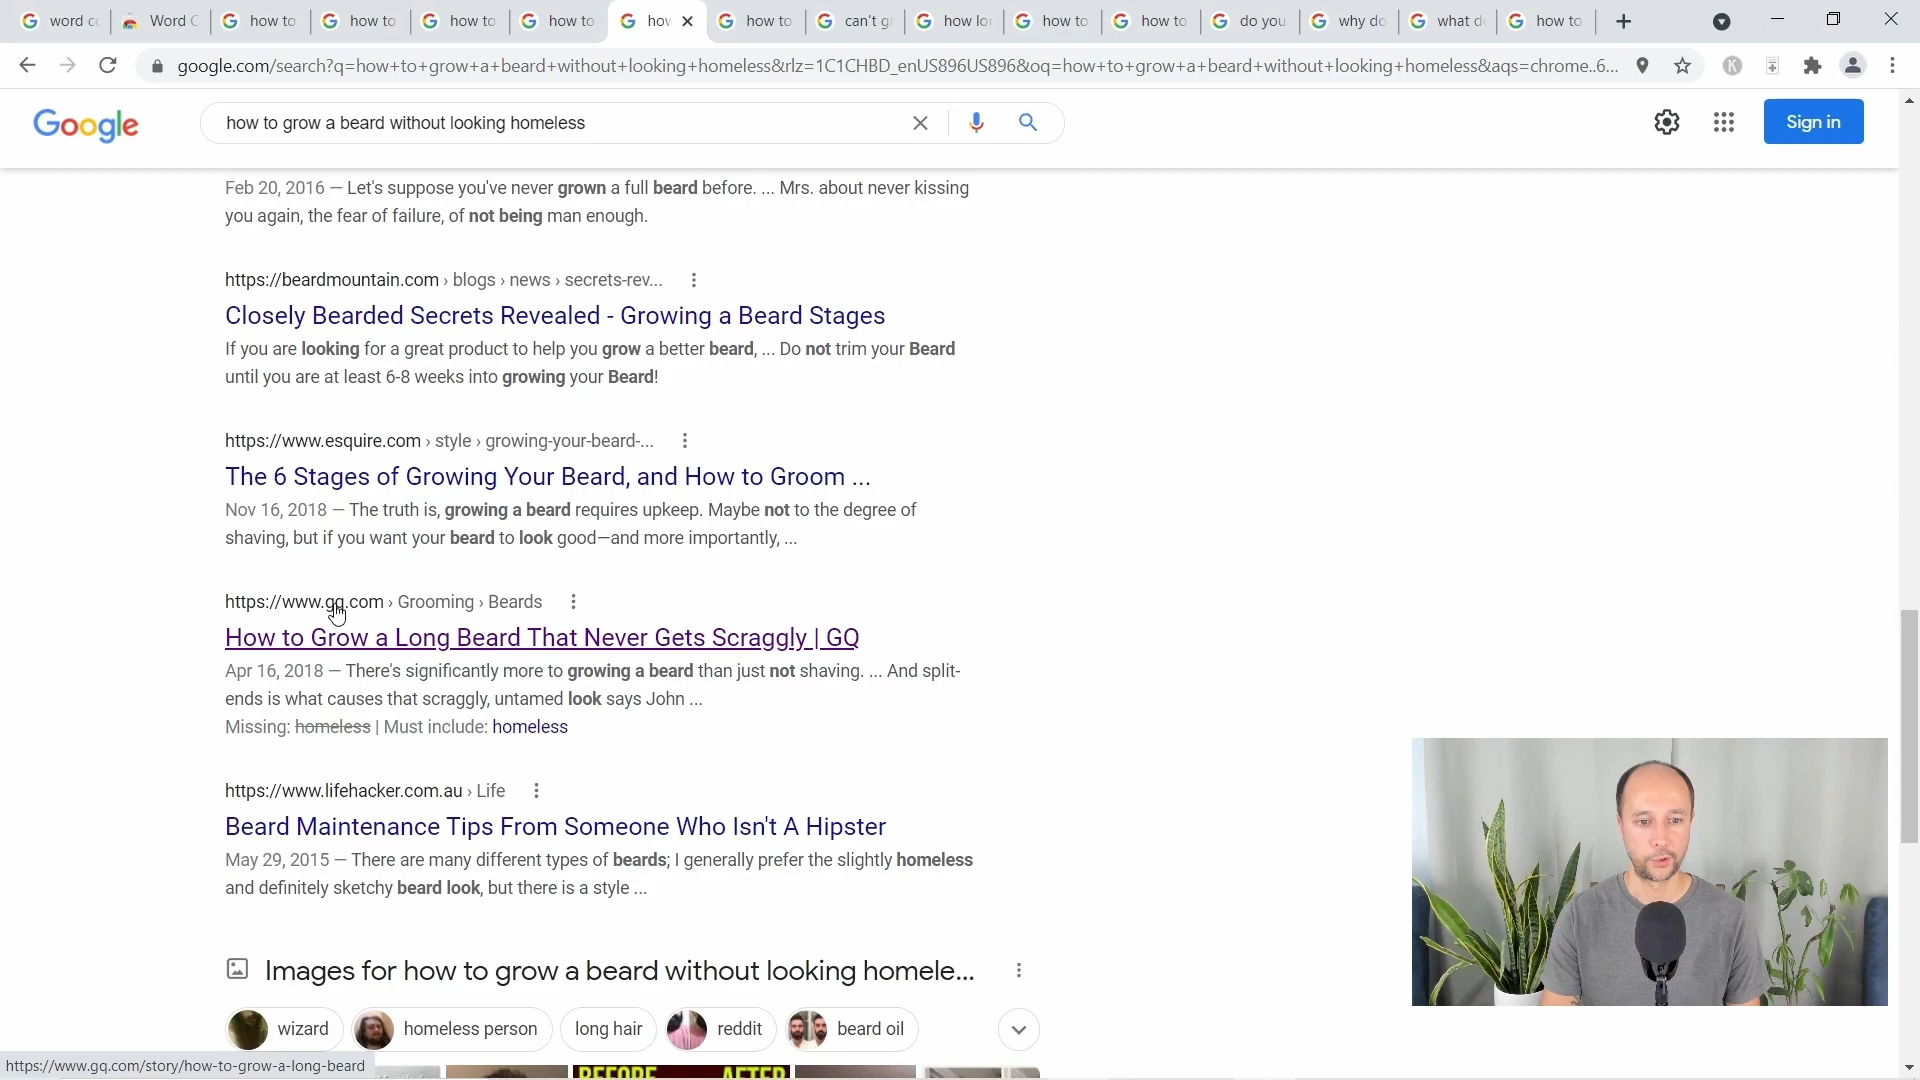 word c
Word C
how to
how to
how to
how to
how
how to
can't g
how lo
how to
how to
do you
why do
what d
how to
google.com/search?q=how+to+grow+a+beard+without+looking+homeless&rlz=1C1CHBD_enUS896US896&oq=how+to+grow+a+beard+without+looking+homeless&aqs=chrome..6...
K
Google
how to grow a beard without looking homeless
Sign in
Feb 20, 2016 — Let's suppose you've never grown a full beard before. ... Mrs. about never kissing
you again, the fear of failure, of not being man enough.
https://beardmountain.com › blogs › news › secrets-rev...
Closely Bearded Secrets Revealed - Growing a Beard Stages
If you are looking for a great product to help you grow a better beard, ... Do not trim your Beard
until you are at least 6-8 weeks into growing your Beard!
https://www.esquire.com › style › growing-your-beard-...
The 6 Stages of Growing Your Beard, and How to Groom ...
Nov 16, 2018 — The truth is, growing a beard requires upkeep. Maybe not to the degree of
shaving, but if you want your beard to look good—and more importantly, ...
https://www.gq.com › Grooming › Beards
How to Grow a Long Beard That Never Gets Scraggly | GQ
Apr 16, 2018 — There's significantly more to growing a beard than just not shaving. ... And split-
ends is what causes that scraggly, untamed look says John ...
Missing: homeless | Must include: homeless
https://www.lifehacker.com.au › Life
Beard Maintenance Tips From Someone Who Isn't A Hipster
May 29, 2015 — There are many different types of beards; I generally prefer the slightly homeless
and definitely sketchy beard look, but there is a style ...
Images for how to grow a beard without looking homele...
wizard
homeless person
long hair
reddit
beard oil
https://www.gq.com/story/how-to-grow-a-long-beard
BEFORE AFTER